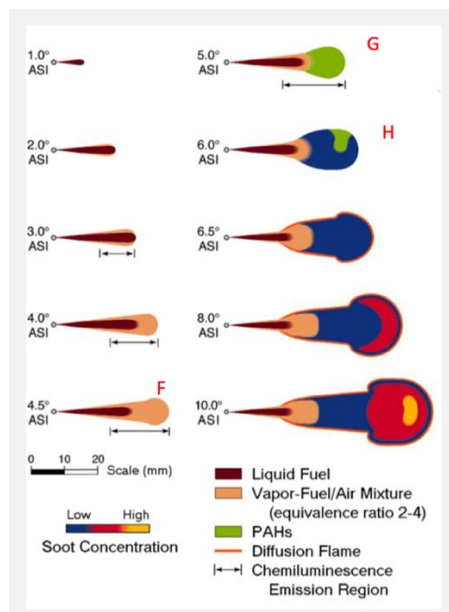 1.0°
ASI
2.0°
ASI
3.0°
ASI
4.0°
ASI
F
4.5°
ASI
0 10 20
Scale (mm)
Low High
Soot Concentration
G
5.0°
ASI
H
6.0°
ASI
6.5°
ASI
8.0°
ASI
10.0°
ASI
Liquid Fuel
Vapor-Fuel/Air Mixture
(equivalence ratio 2-4)
PAHs
Diffusion Flame
Chemiluminescence
Emission Region